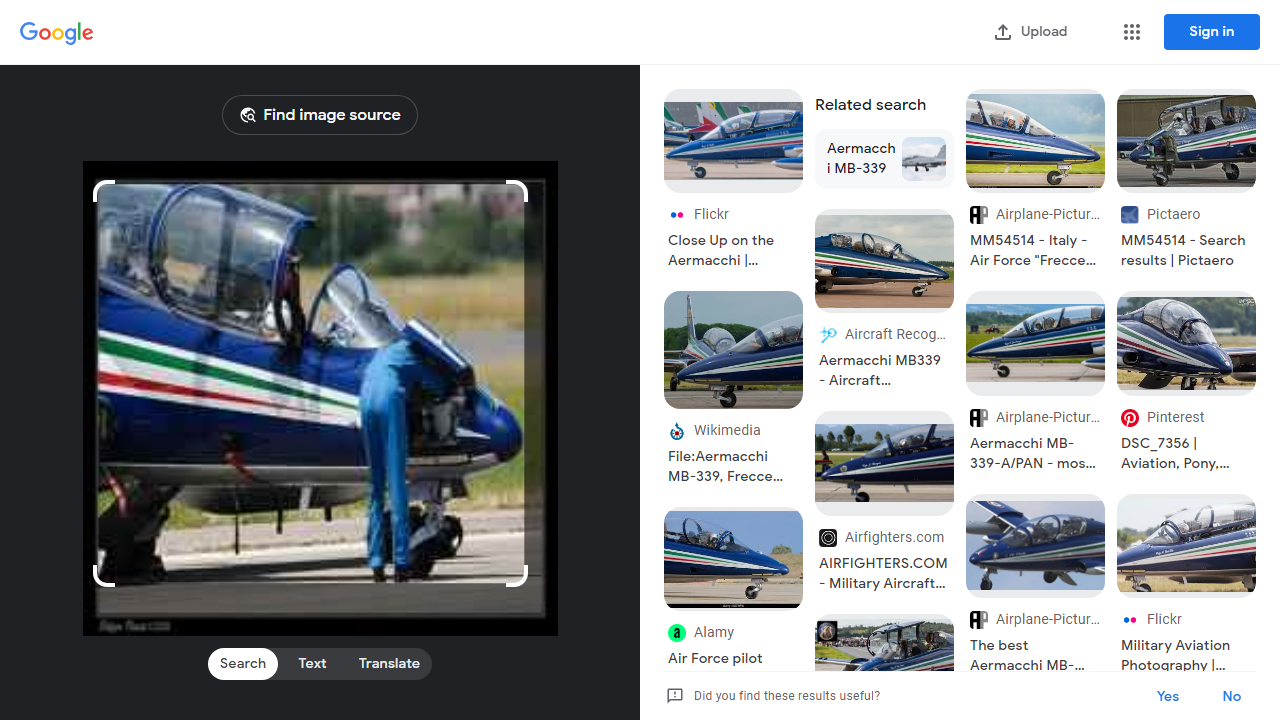 Google
Upload
Sign in
Find image source
Search
Text
Translate
Flickr
Close Up on the
Aermacchi |...
Wikimedia
File:Aermacchi
MB-339, Frecce...
Alamy
Air Force pilot
Related search
Aermacch
i MB-339
Aircraft Recog...
Aermacchi MB339
- Aircraft...
Airfighters.com
AIRFIGHTERS.COM
- Military Aircraft...
Airplane-Pictur...
MM54514 - Italy -
Air Force "Frecce...
Airplane-Pictur...
Aermacchi MB-
339-A/PAN - mos...
Airplane-Pictur...
The best
Aermacchi MB-...
Pictaero
MM54514 - Search
results | Pictaero
Pinterest
DSC_7356 |
Aviation, Pony,...
Flickr
Military Aviation
Photography |...
Did you find these results useful?
Yes
No